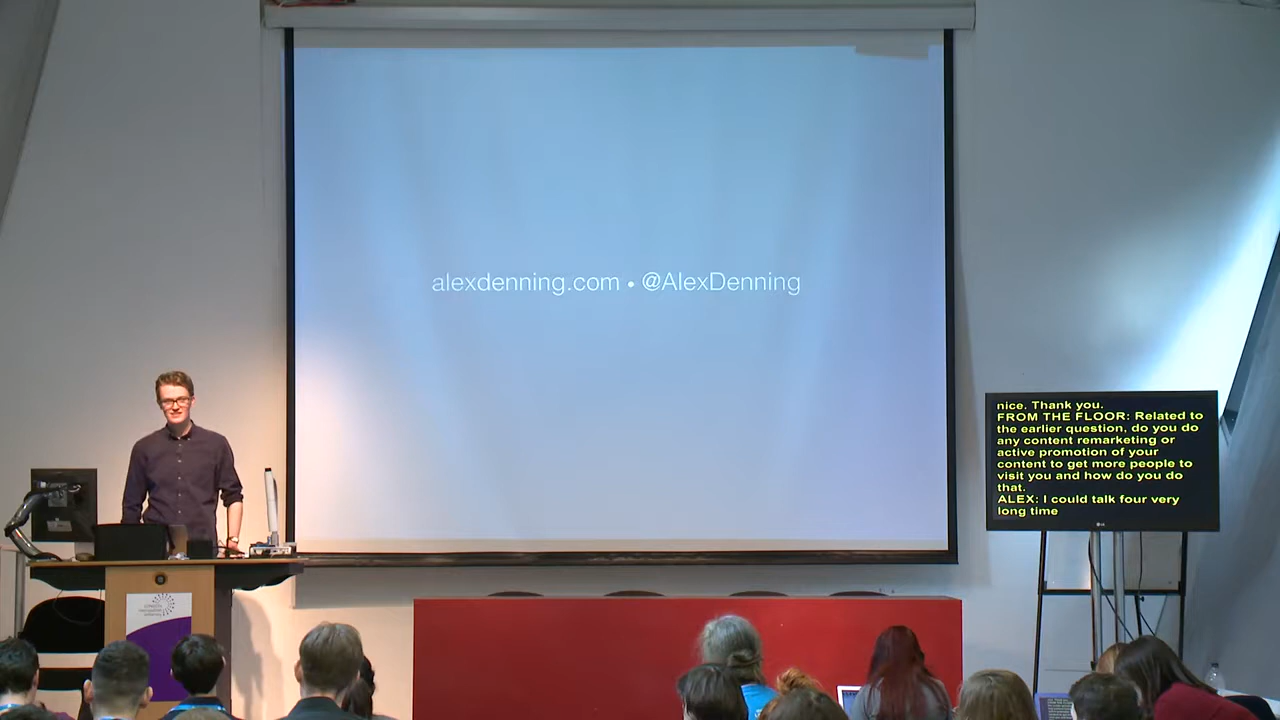 alexdenning.com • @AlexDenning
nice. Thank you.
FROM THE FLOOR: Related to
the earlier question, do you do
any content remarketing or
active promotion of your
content to get more people to
visit you and how do you do
that.
ALEX: I could talk four very
long time
LG